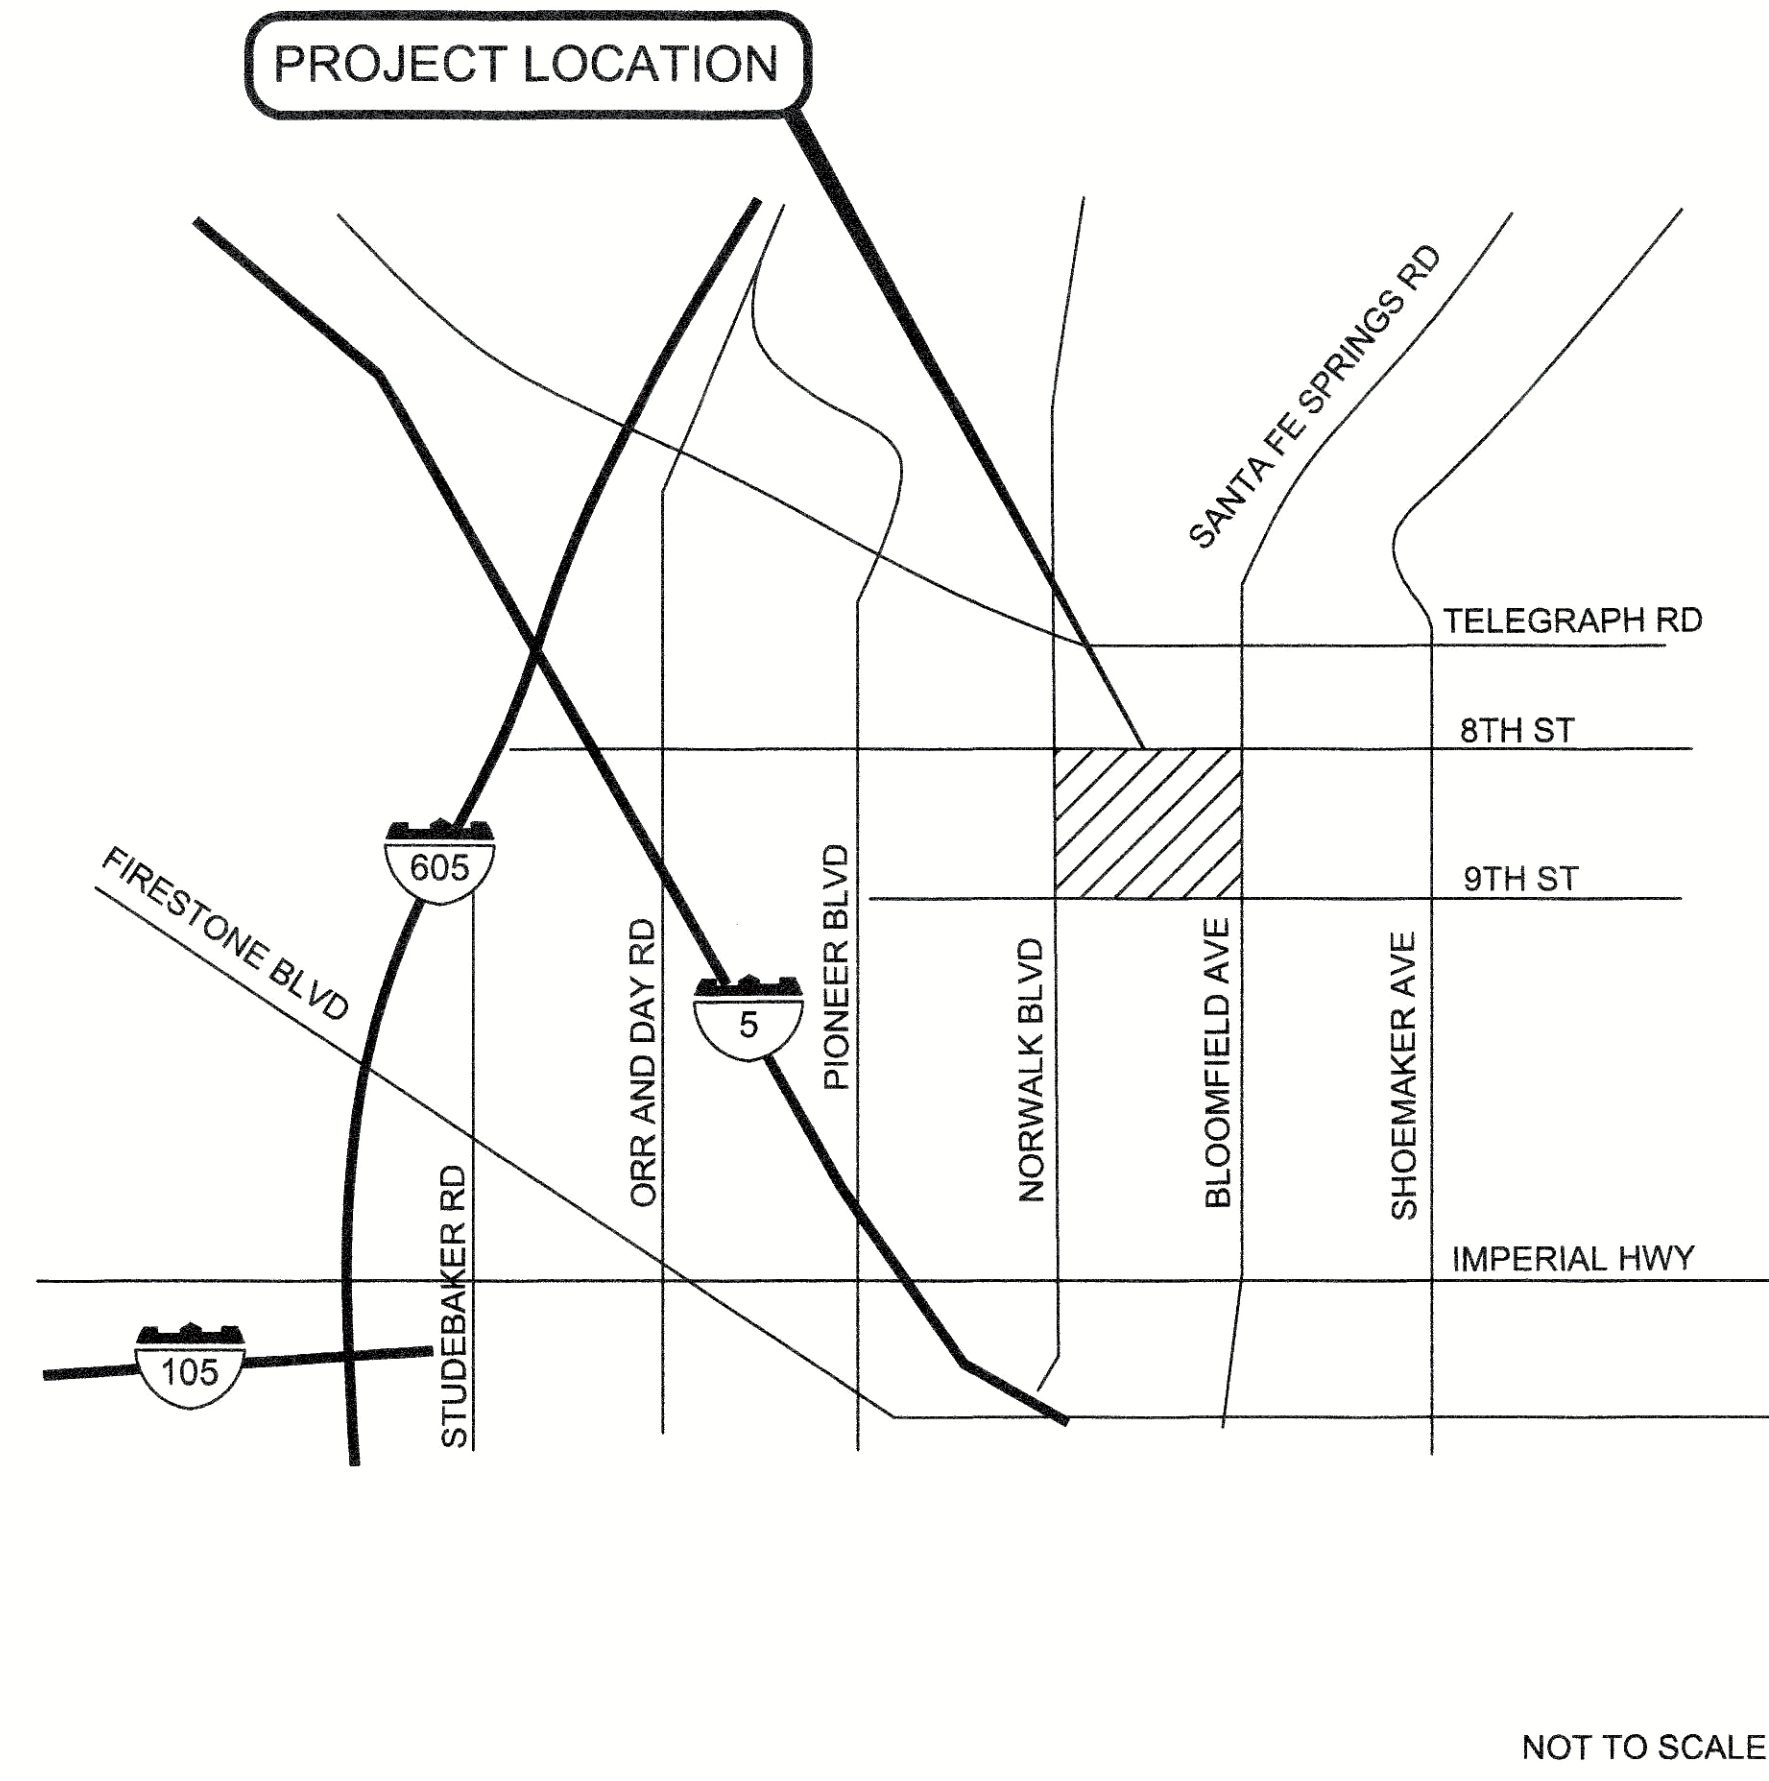 PROJECT LOCATION
SANTA FE SPRINGS RD
TELEGRAPH RD
8TH ST
605
9TH ST
FIRESTONE BLVD
PIONEER BLVD
ORR AND DAY RD
5
NORWALK BLVD
BLOOMFIELD AVE
SHOEMAKER AVE
STUDEBAKER RD
IMPERIAL HWY
105
NOT TO SCALE